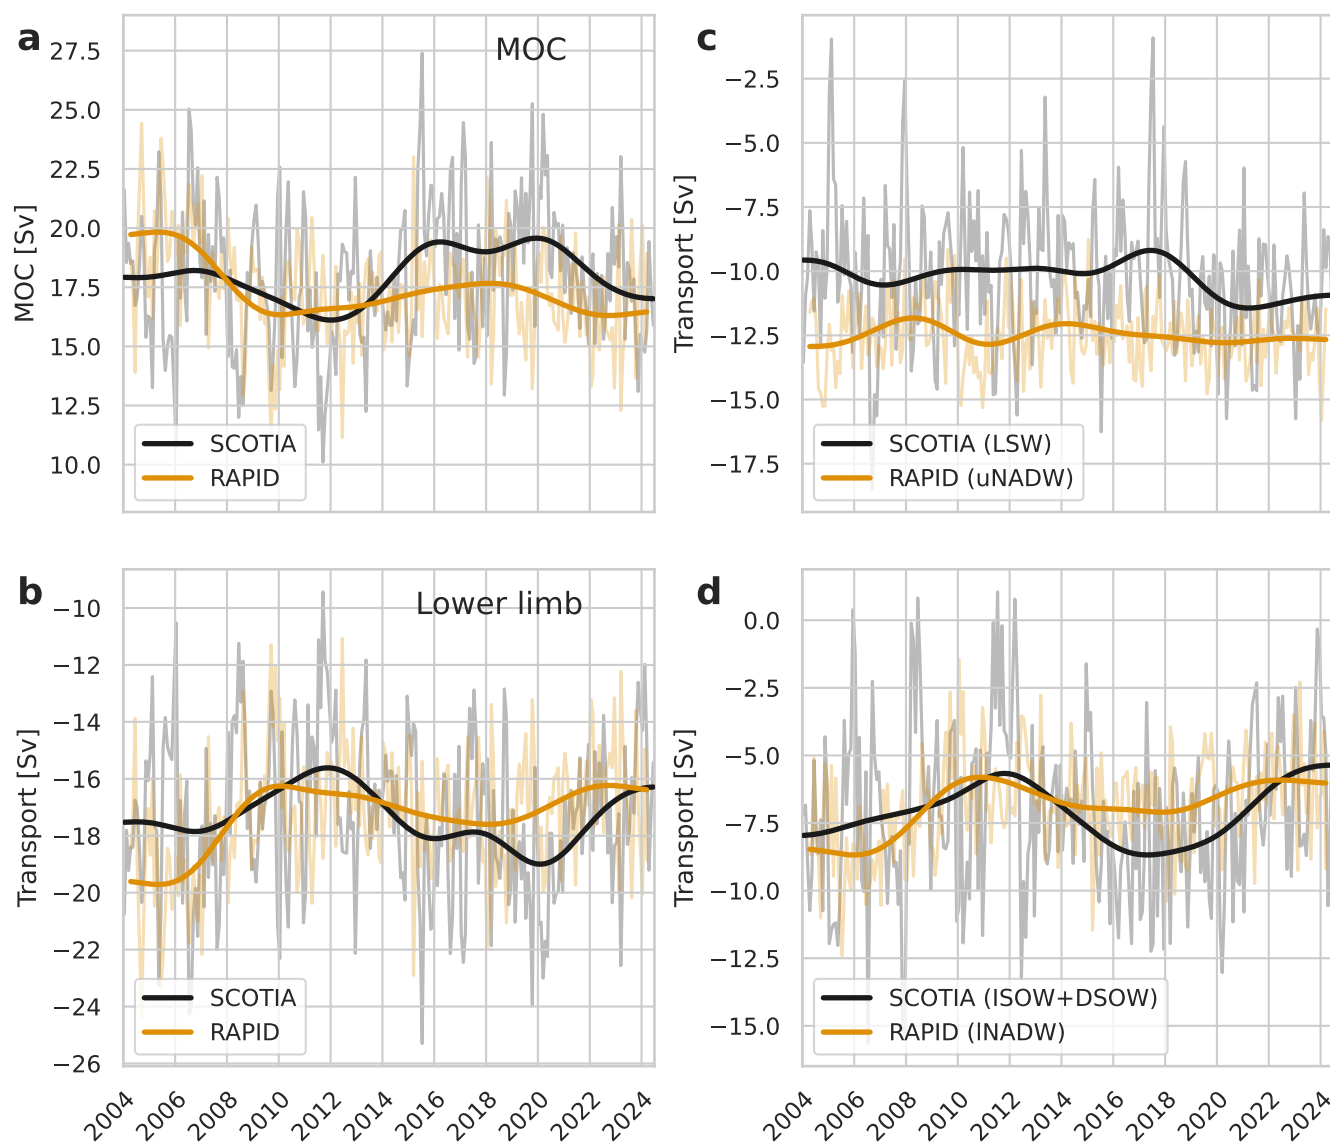 a
MOC
27.5
25.0
22.5
20.0
17.5
15.0
12.5
10.0
MOC [Sv]
SCOTIA
RAPID
c
−2.5
−5.0
−7.5
−10.0
−12.5
−15.0
−17.5
Transport [Sv]
SCOTIA (LSW)
RAPID (uNADW)
b
Lower limb
−10
−12
−14
−16
−18
−20
−22
−24
−26
Transport [Sv]
SCOTIA
RAPID
2004 2006 2008 2010 2012 2014 2016 2018 2020 2022 2024
d
0.0
−2.5
−5.0
−7.5
−10.0
−12.5
−15.0
Transport [Sv]
SCOTIA (ISOW+DSOW)
RAPID (lNADW)
2004 2006 2008 2010 2012 2014 2016 2018 2020 2022 2024